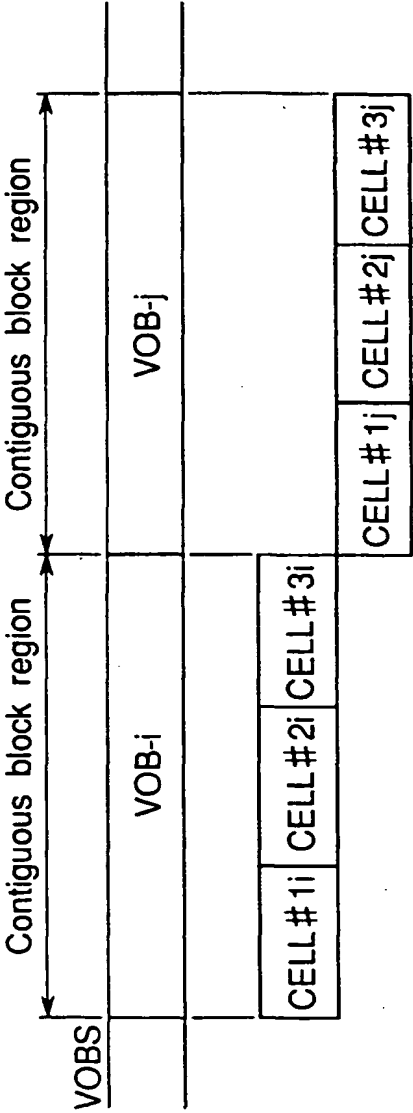 Contiguous block region
Contiguous block region
VOBS
VOB-i
VOB-j
CELL#1i
CELL#2i
CELL#3i
CELL#1j
CELL#2j
CELL#3j